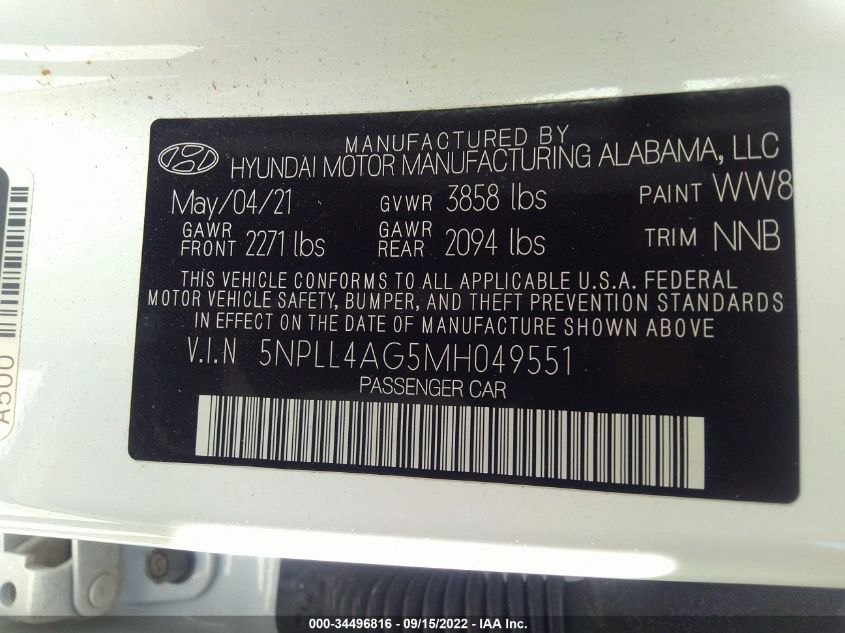 MANUFACTURED BY
HYUNDAI MOTOR MANUFACTURING ALABAMA, LLC
May/04/21 GVWR 3858 lbs PAINT WW8
GAWR FRONT 2271 lbs GAWR REAR 2094 lbs TRIM NNB
THIS VEHICLE CONFORMS TO ALL APPLICABLE U.S.A. FEDERAL
MOTOR VEHICLE SAFETY, BUMPER, AND THEFT PREVENTION STANDARDS
IN EFFECT ON THE DATE OF MANUFACTURE SHOWN ABOVE
V.I.N 5NPLL4AG5MH049551
PASSENGER CAR
A500
000-34496816 - 09/15/2022 - IAA Inc.